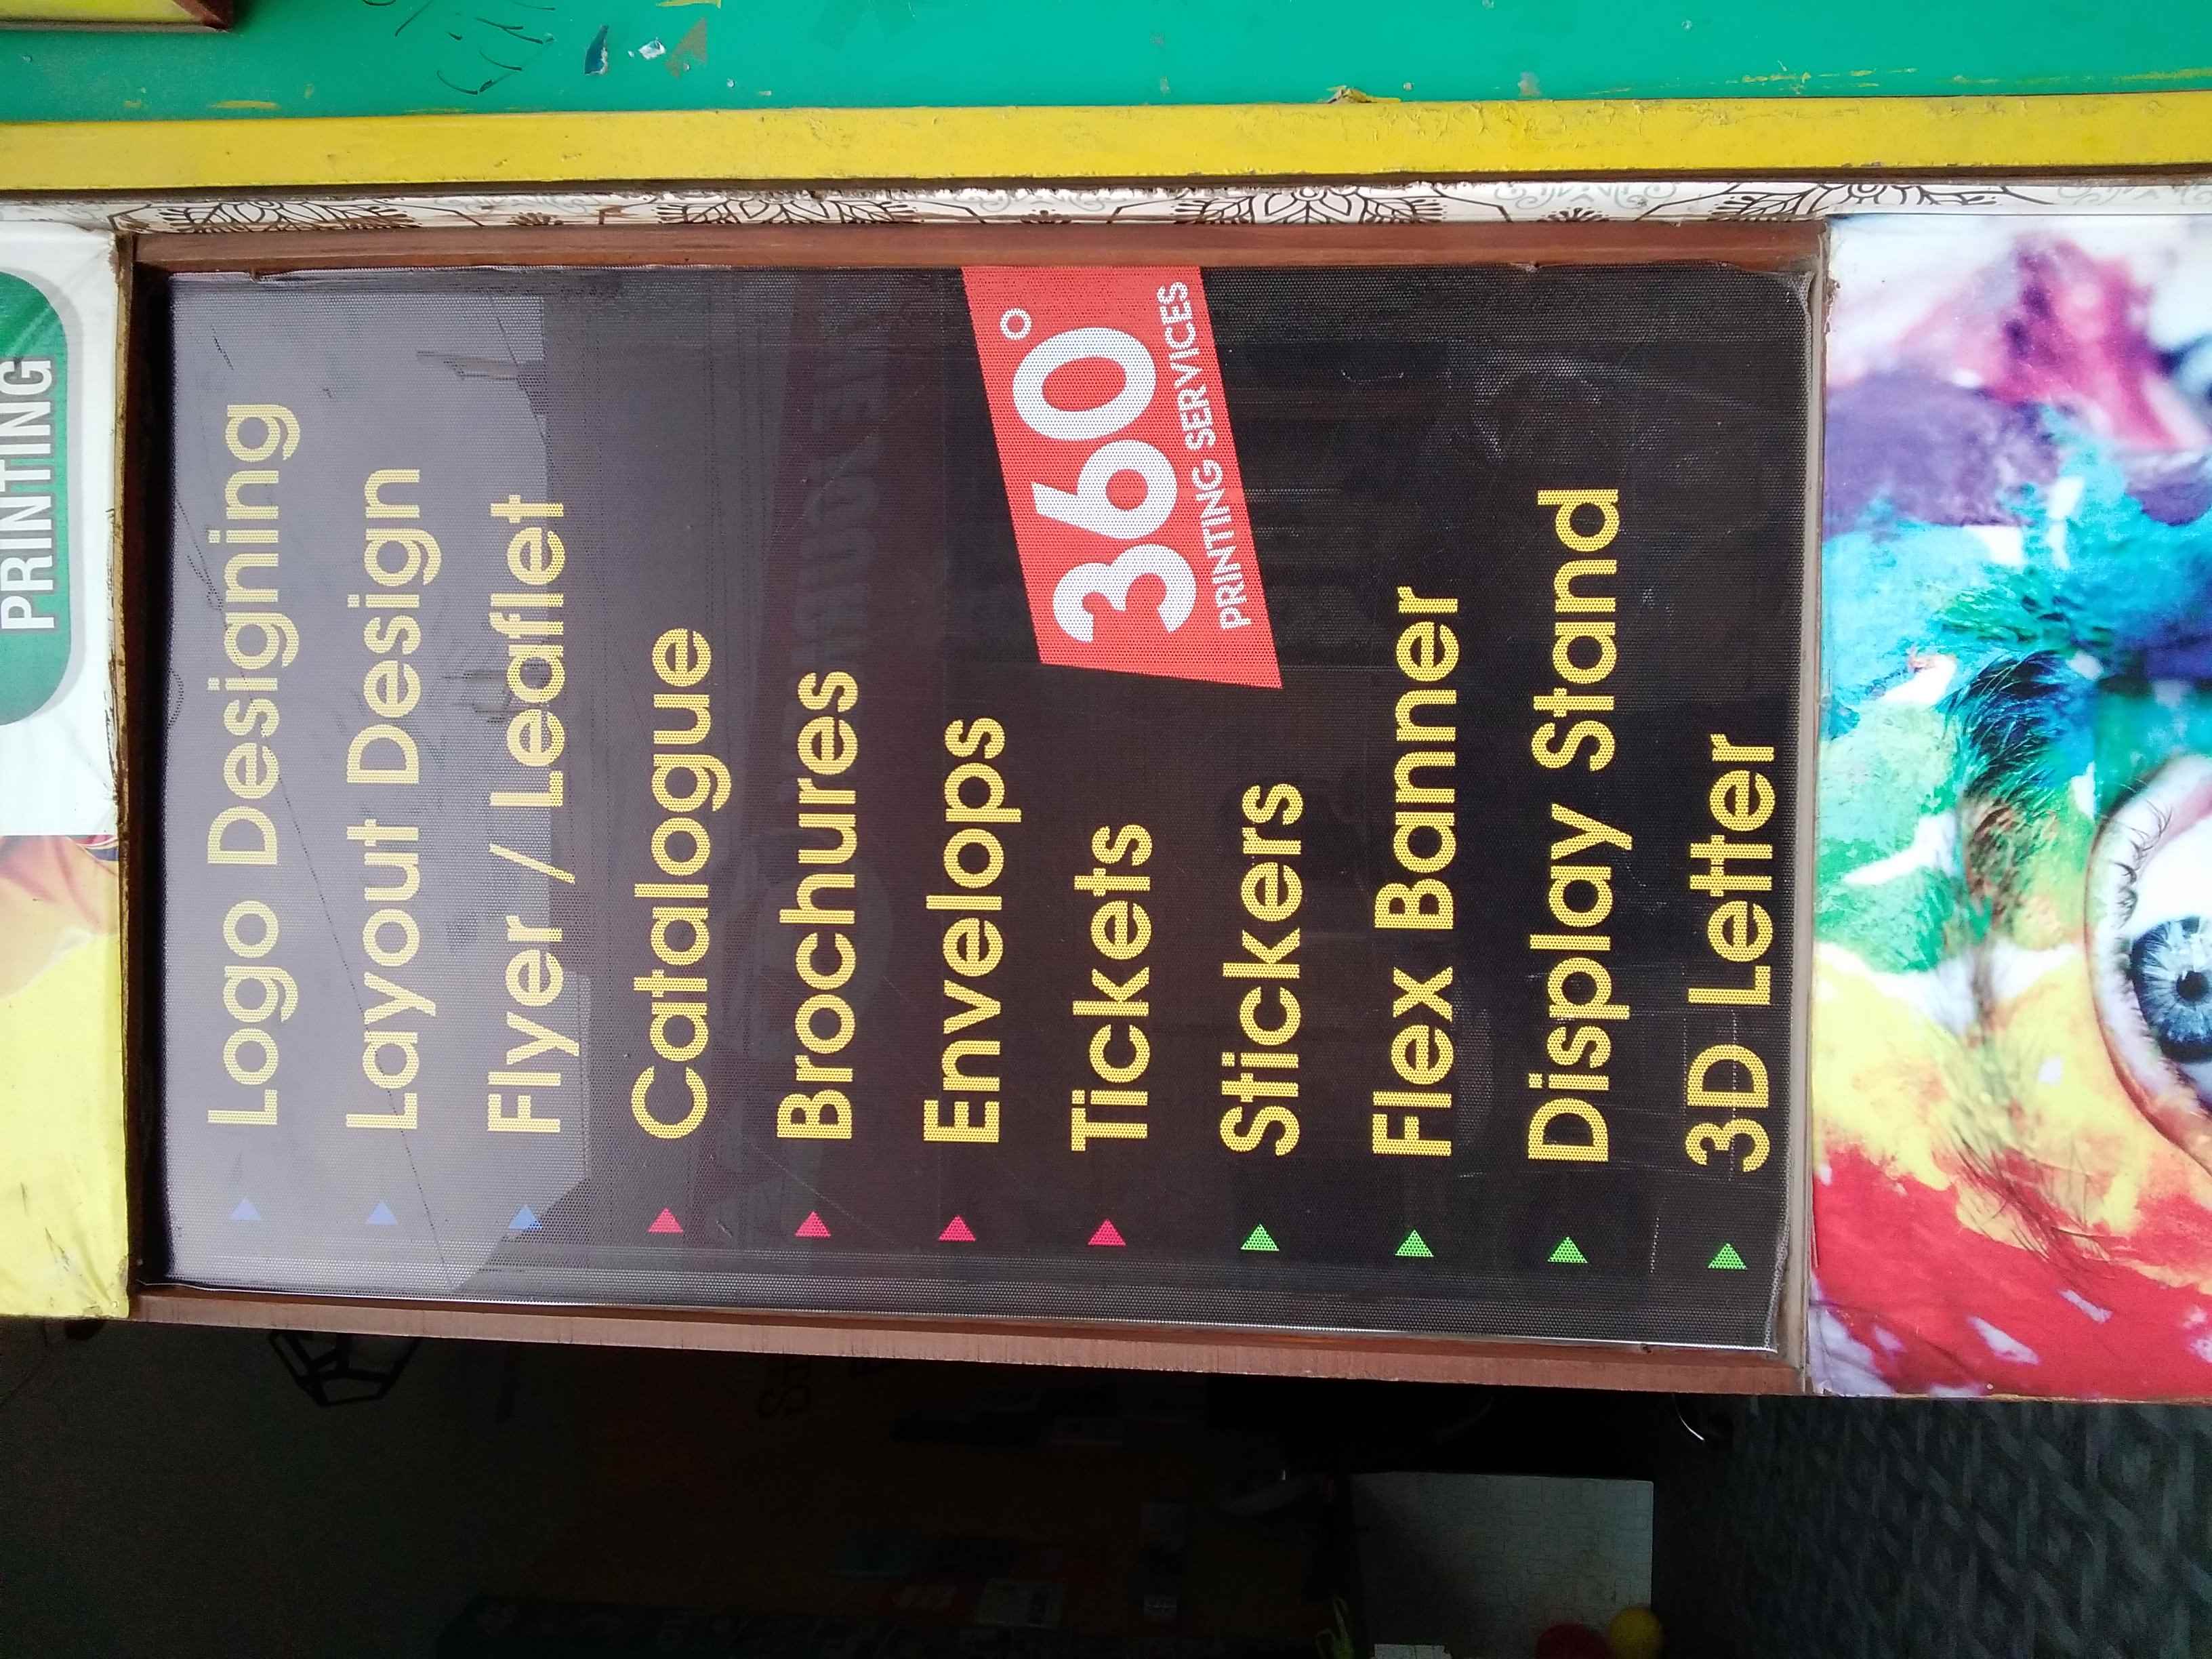 PRINTING
Logo Designing
Layout Design
Flyer / Leaflet
Catalogue
Brochures
Envelops
Tickets
360°
PRINTING SERVICES
Stickers
Flex Banner
Display Stand
3D Letter